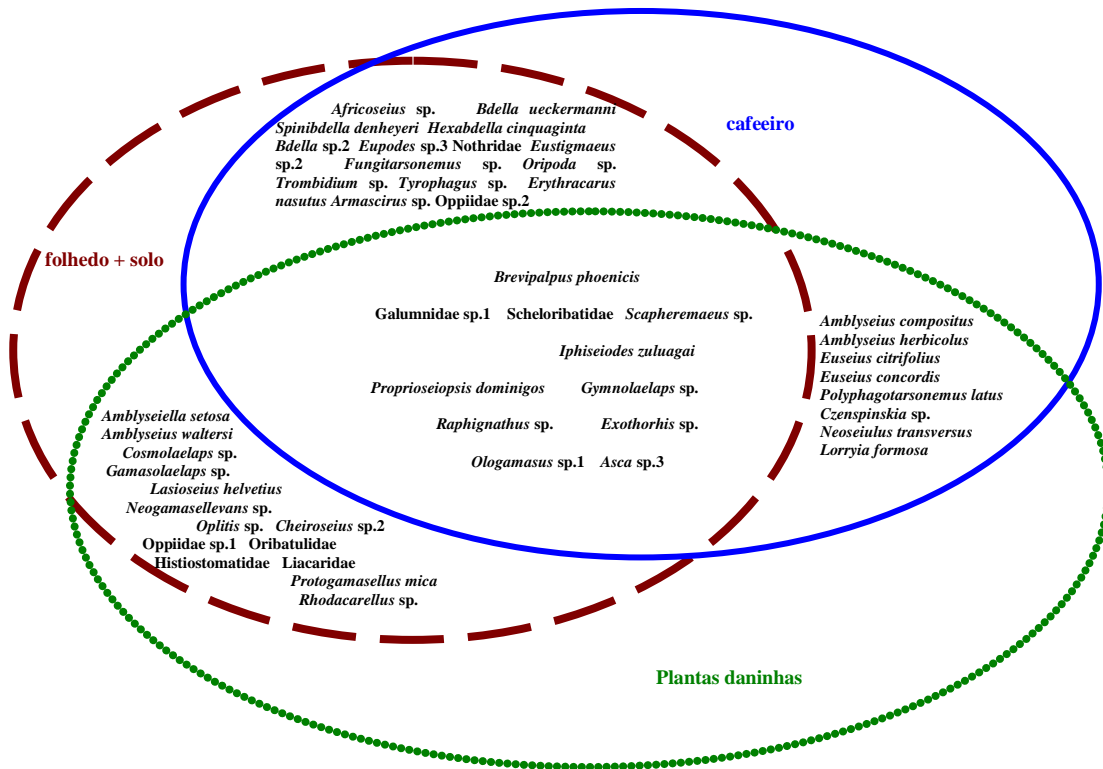 Africoseius sp. Bdella ueckermanni
Spinibdella denheyeri Hexabdella cinquaginta
Bdella sp.2 Eupodes sp.3 Nothridae Eustigmaeus
sp.2 Fungitarsonemus sp. Oripoda sp.
Trombidium sp. Tyrophagus sp. Erythracarus
nasutus Armascirus sp. Oppiidae sp.2
cafeeiro
folhedo + solo
Brevipalpus phoenicis
Galumnidae sp.1 Scheloribatidae Scapheremaeus sp.
Iphiseiodes zuluagai
Proprioseiopsis dominigos Gymnolaelaps sp.
Raphignathus sp. Exothorhis sp.
Ologamasus sp.1 Asca sp.3
Amblyseius compositus
Amblyseius herbicolus
Euseius citrifolius
Euseius concordis
Polyphagotarsonemus latus
Czenspinskia sp.
Neoseiulus transversus
Lorryia formosa
Amblyseiella setosa
Amblyseius waltersi
Cosmolaelaps sp.
Gamasolaelaps sp.
Lasioseius helvetius
Neogamasellevans sp.
Oplitis sp. Cheiroseius sp.2
Oppiidae sp.1 Oribatulidae
Histiostomatidae Liacaridae
Protogamasellus mica
Rhodacarellus sp.
Plantas daninhas